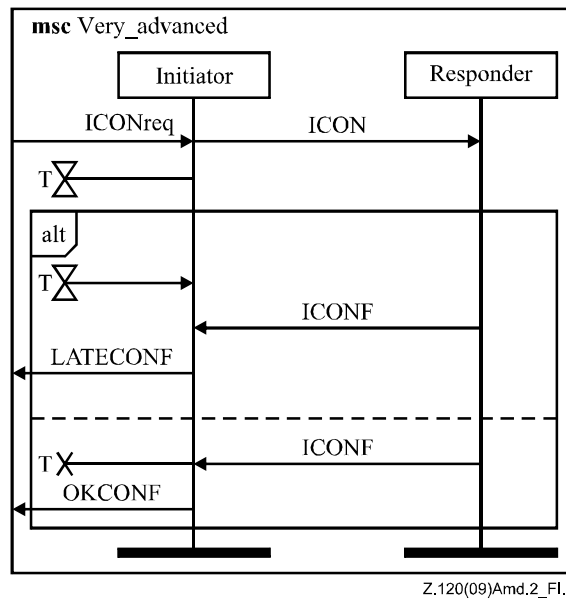 msc Very_advanced
Initiator
Responder
ICONreq
ICON
T
alt
T
ICONF
LATECONF
ICONF
T
OKCONF
Z.120(09)Amd.2_FI.